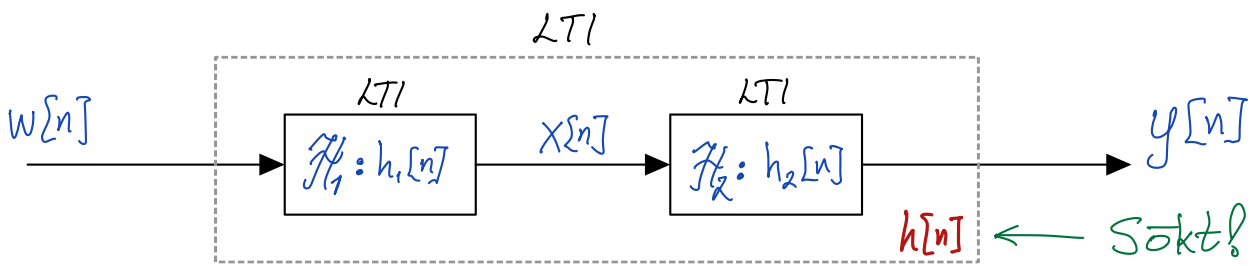 LTI
LTI
LTI
w[n]
ℋ₁: h₁[n]
x[n]
ℋ₂: h₂[n]
y[n]
h[n]
Sökt!